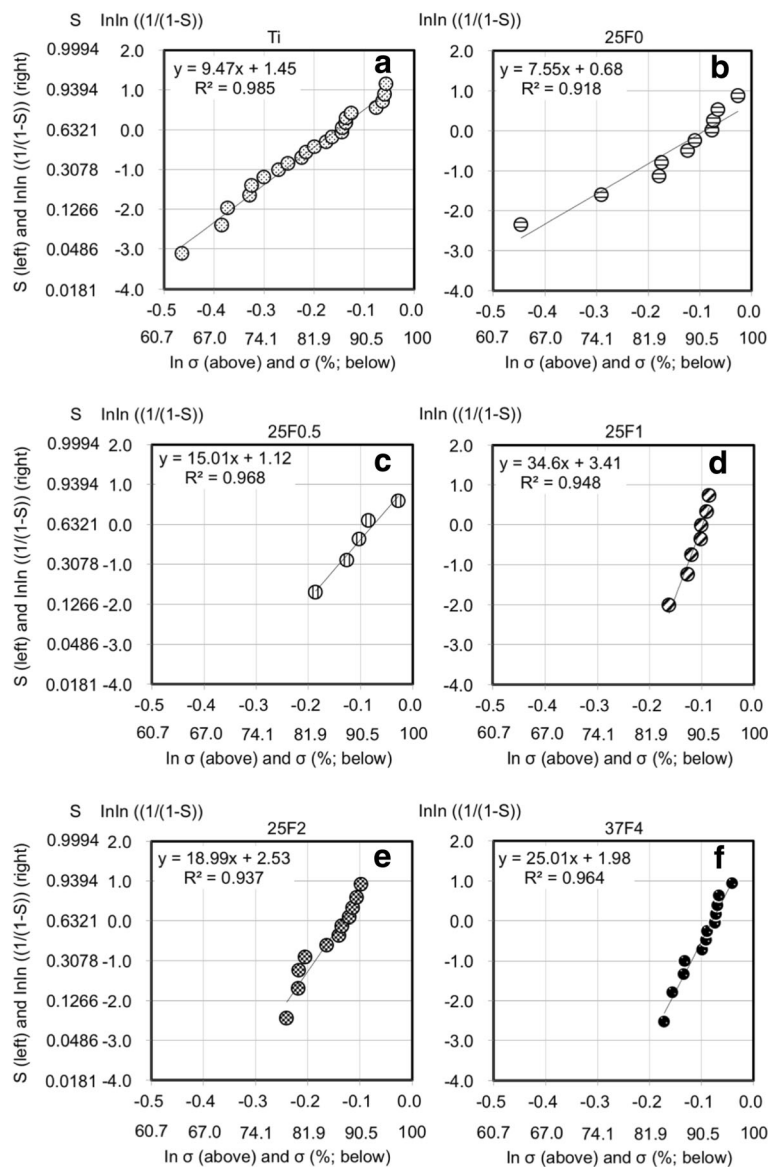 S lnln ((1/(1-S)) lnln ((1/(1-S))
Ti 25F0
0.9994 2.0 2.0
y = 9.47x + 1.45 a y = 7.55x + 0.68 b
R² = 0.985 R² = 0.918
0.9394 1.0 1.0
0.6321 0.0 0.0
0.3078 -1.0 -1.0
0.1266 -2.0 -2.0
0.0486 -3.0 -3.0
0.0181 -4.0 -4.0
S (left) and lnln ((1/(1-S)) (right)
-0.5 -0.4 -0.3 -0.2 -0.1 0.0 -0.5 -0.4 -0.3 -0.2 -0.1 0.0
60.7 67.0 74.1 81.9 90.5 100 60.7 67.0 74.1 81.9 90.5 100
ln σ (above) and σ (%; below) ln σ (above) and σ (%; below)
S lnln ((1/(1-S)) lnln ((1/(1-S))
25F0.5 25F1
0.9994 2.0 2.0
y = 15.01x + 1.12 c y = 34.6x + 3.41 d
R² = 0.968 R² = 0.948
0.9394 1.0 1.0
0.6321 0.0 0.0
0.3078 -1.0 -1.0
0.1266 -2.0 -2.0
0.0486 -3.0 -3.0
0.0181 -4.0 -4.0
S (left) and lnln ((1/(1-S)) (right)
-0.5 -0.4 -0.3 -0.2 -0.1 0.0 -0.5 -0.4 -0.3 -0.2 -0.1 0.0
60.7 67.0 74.1 81.9 90.5 100 60.7 67.0 74.1 81.9 90.5 100
ln σ (above) and σ (%; below) ln σ (above) and σ (%; below)
S lnln ((1/(1-S)) lnln ((1/(1-S))
25F2 37F4
0.9994 2.0 2.0
y = 18.99x + 2.53 e y = 25.01x + 1.98 f
R² = 0.937 R² = 0.964
0.9394 1.0 1.0
0.6321 0.0 0.0
0.3078 -1.0 -1.0
0.1266 -2.0 -2.0
0.0486 -3.0 -3.0
0.0181 -4.0 -4.0
S (left) and lnln ((1/(1-S)) (right)
-0.5 -0.4 -0.3 -0.2 -0.1 0.0 -0.5 -0.4 -0.3 -0.2 -0.1 0.0
60.7 67.0 74.1 81.9 90.5 100 60.7 67.0 74.1 81.9 90.5 100
ln σ (above) and σ (%; below) ln σ (above) and σ (%; below)